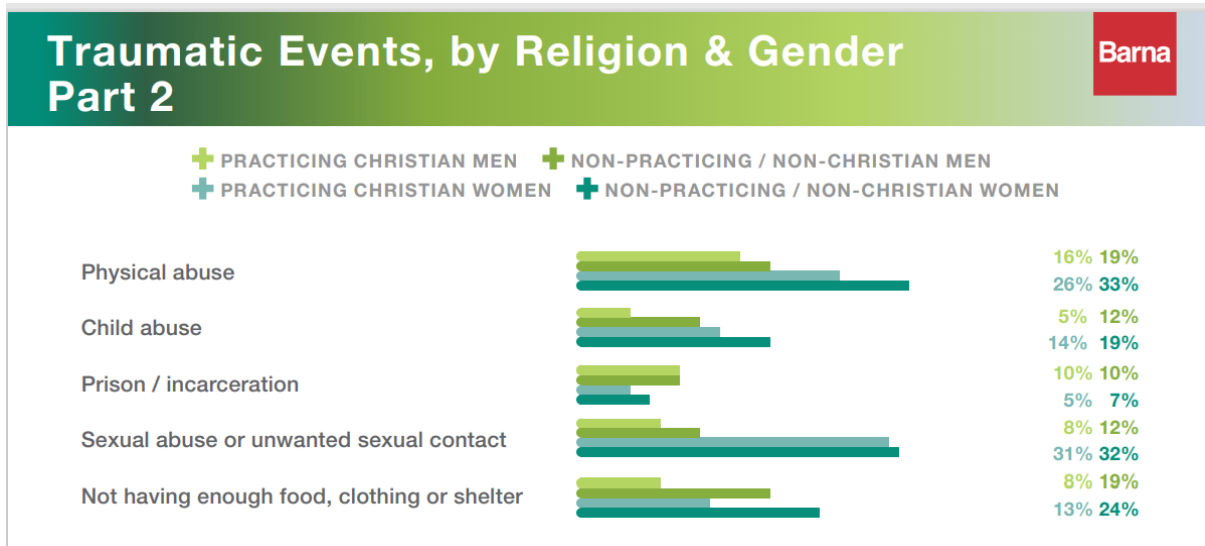 Traumatic Events, by Religion & Gender
Part 2
Barna
PRACTICING CHRISTIAN MEN NON-PRACTICING / NON-CHRISTIAN MEN
PRACTICING CHRISTIAN WOMEN NON-PRACTICING / NON-CHRISTIAN WOMEN
Physical abuse
16% 19%
26% 33%
Child abuse
5% 12%
14% 19%
Prison / incarceration
10% 10%
5% 7%
Sexual abuse or unwanted sexual contact
8% 12%
31% 32%
Not having enough food, clothing or shelter
8% 19%
13% 24%